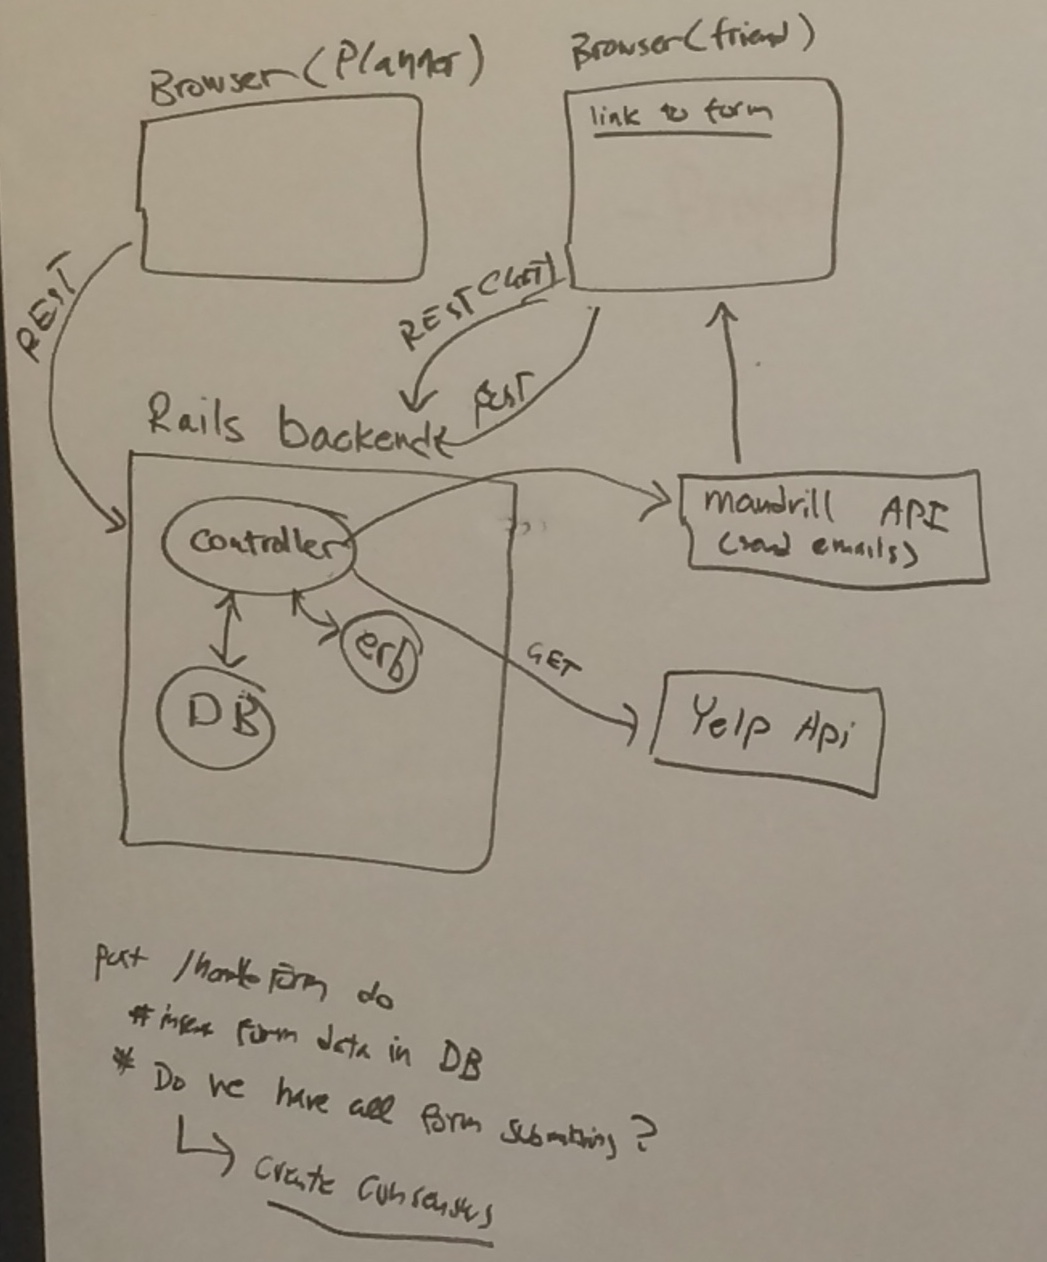 Browser (Planner)
Browser (friend)
link to form
REST
REST (GET)
POST
Rails backend
controller
DB
erb
mandrill API
(send emails)
GET
Yelp Api
post /handleform do
# insert form data in DB
* Do we have all form submitting?
create consensus